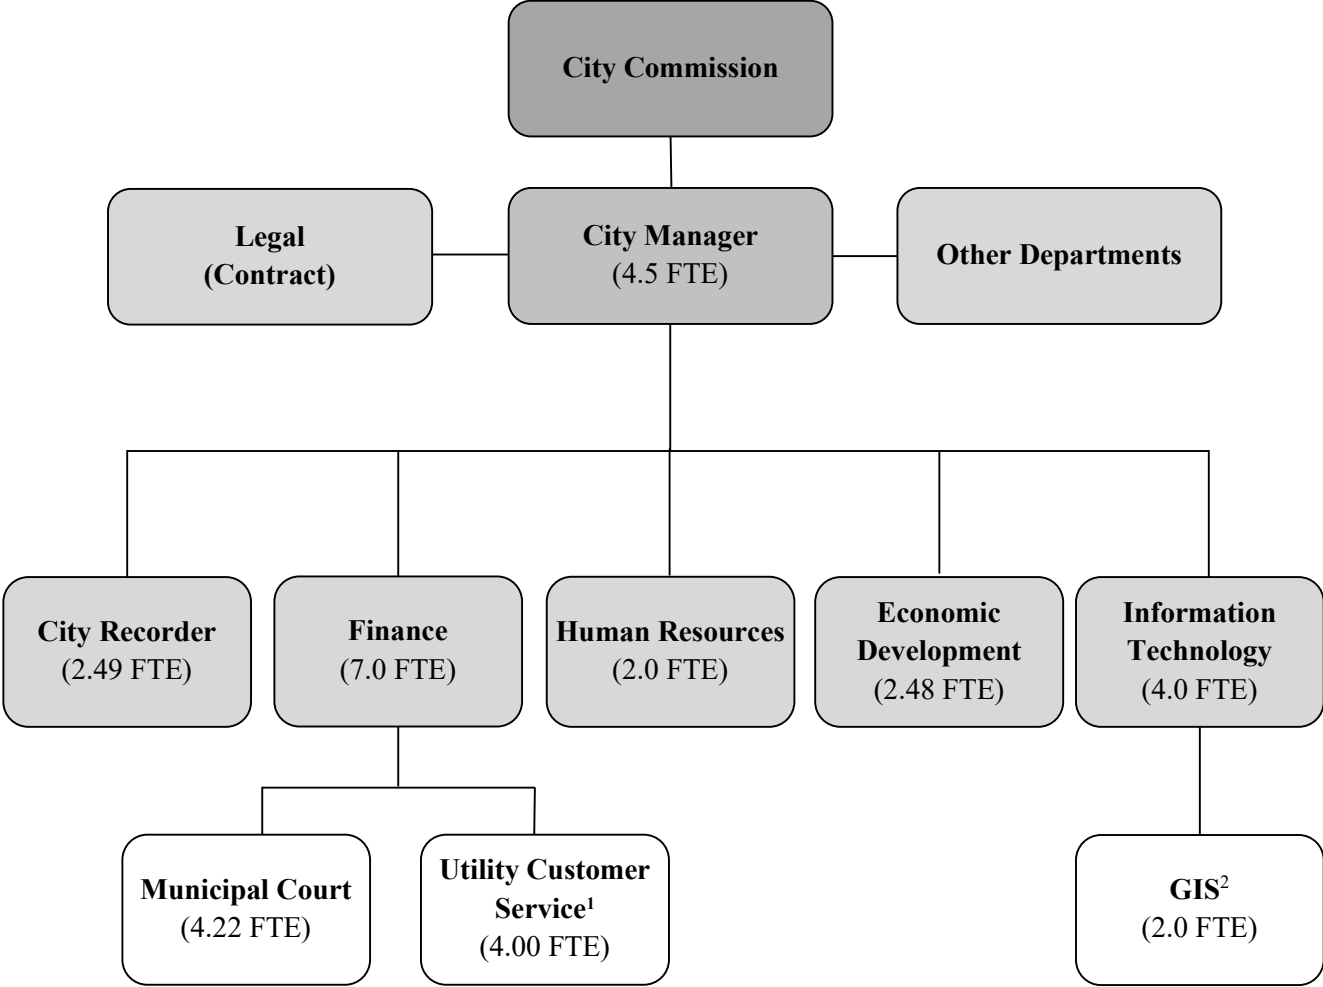 City Commission
Legal
(Contract)
City Manager
(4.5 FTE)
Other Departments
City Recorder
(2.49 FTE)
Finance
(7.0 FTE)
Human Resources
(2.0 FTE)
Economic
Development
(2.48 FTE)
Information
Technology
(4.0 FTE)
Municipal Court
(4.22 FTE)
Utility Customer
Service¹
(4.00 FTE)
GIS²
(2.0 FTE)